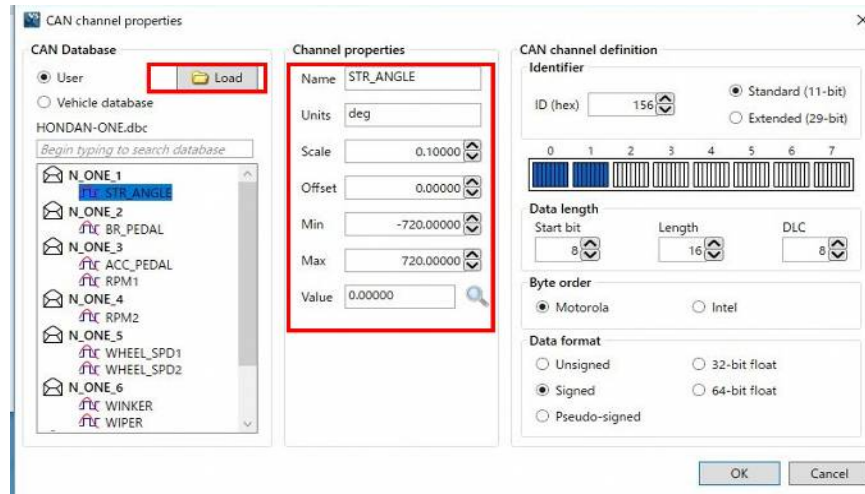 CAN channel properties
CAN Database
User
Load
Vehicle database
HONDAN-ONE.dbc
Begin typing to search database
N_ONE_1
STR_ANGLE
N_ONE_2
BR_PEDAL
N_ONE_3
ACC_PEDAL
RPM1
N_ONE_4
RPM2
N_ONE_5
WHEEL_SPD1
WHEEL_SPD2
N_ONE_6
WINKER
WIPER
Channel properties
Name STR_ANGLE
Units deg
Scale 0.10000
Offset 0.00000
Min -720.00000
Max 720.00000
Value 0.00000
CAN channel definition
Identifier
ID (hex) 156
Standard (11-bit)
Extended (29-bit)
0 1 2 3 4 5 6 7
Data length
Start bit Length DLC
8 16 8
Byte order
Motorola Intel
Data format
Unsigned 32-bit float
Signed 64-bit float
Pseudo-signed
OK Cancel